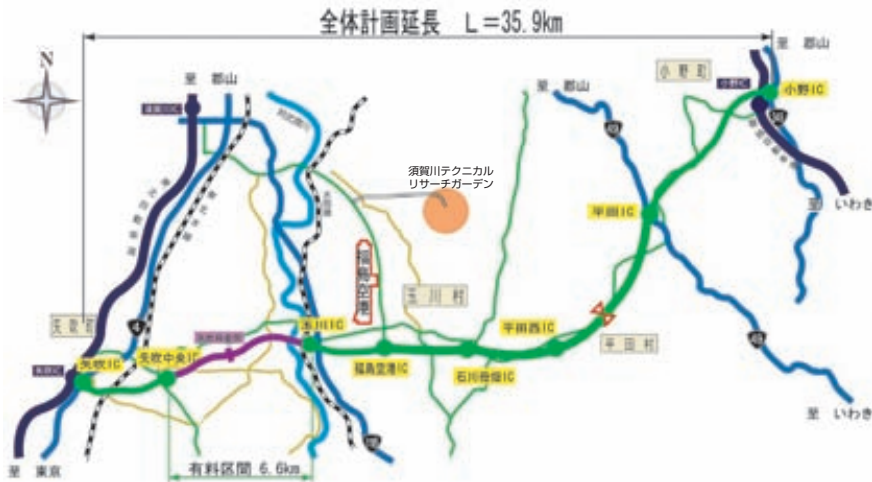 全体計画延長 L=35.9km
N
至 郡山
至 郡山
至 郡山
小野町
小野IC
小野IC
49
至 いわき
須賀川テクニカル
リサーチガーデン
平田IC
福島空港
玉川村
矢吹町
4
矢吹IC
矢吹中央IC
玉川IC
福島空港IC
石川母畑IC
平田西IC
平田村
49
至 いわき
至 東京
有料区間 6.6km